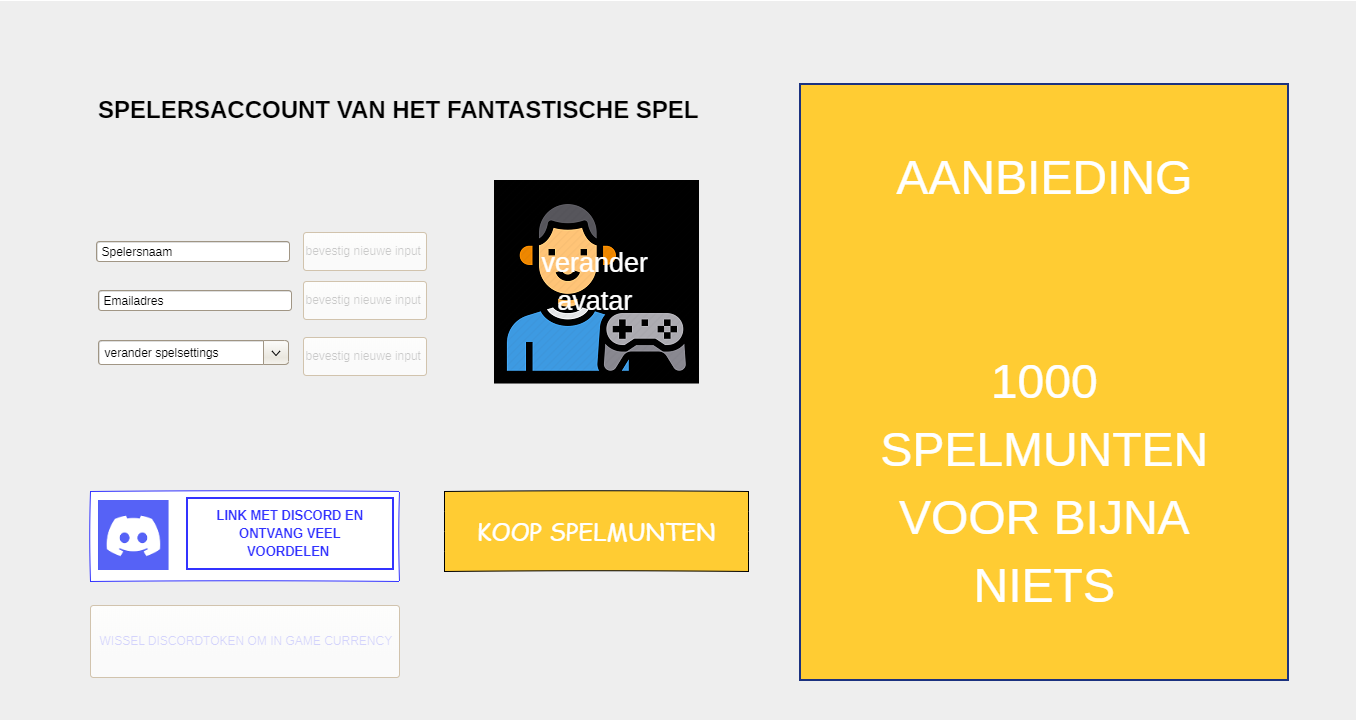 SPELERSACCOUNT VAN HET FANTASTISCHE SPEL
Spelersnaam
bevestig nieuwe input
Emailadres
bevestig nieuwe input
verander spelsettings
bevestig nieuwe input
verander
avatar
LINK MET DISCORD EN
ONTVANG VEEL
VOORDELEN
KOOP SPELMUNTEN
WISSEL DISCORDTOKEN OM IN GAME CURRENCY
AANBIEDING
1000
SPELMUNTEN
VOOR BIJNA
NIETS